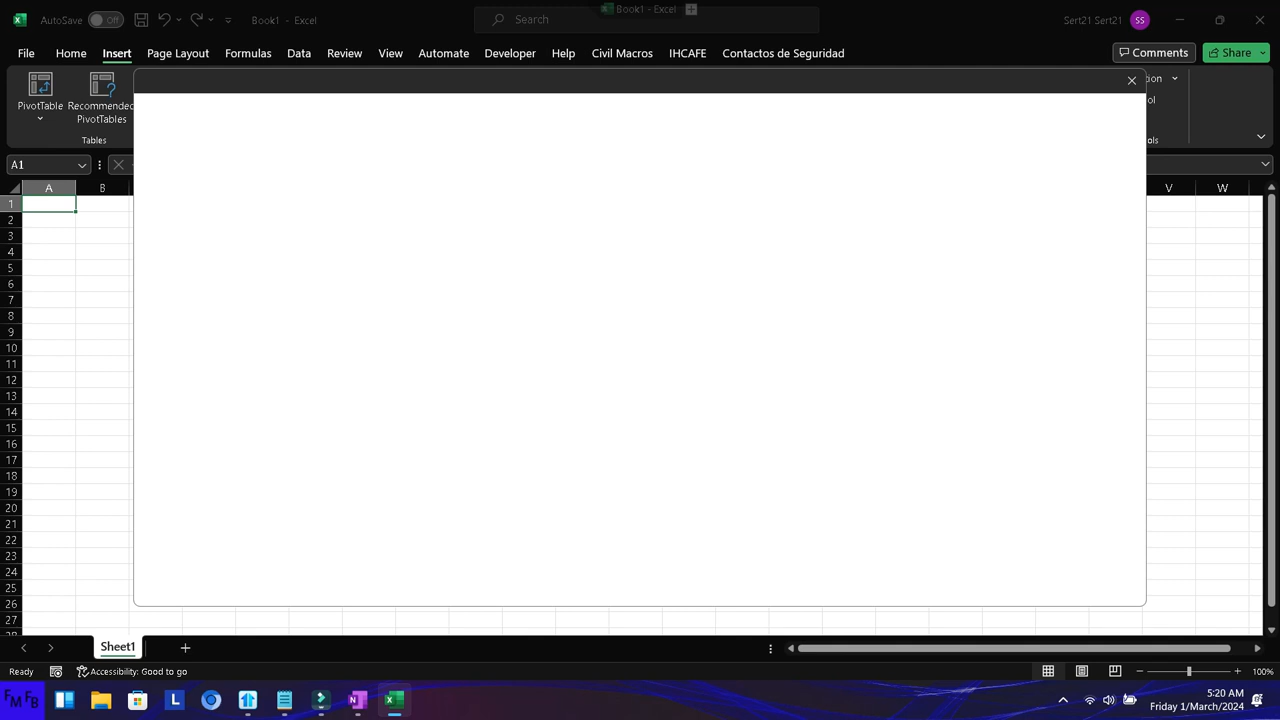 Book1 - Excel
AutoSave Off Book1 - Excel Search Sert21 Sert21 SS
File Home Insert Page Layout Formulas Data Review View Automate Developer Help Civil Macros IHCAFE Contactos de Seguridad Comments Share
PivotTable
Recommended
PivotTables
Tables
A1
A B V W
1
2
3
4
5
6
7
8
9
10
11
12
13
14
15
16
17
18
19
20
21
22
23
24
25
26
27
Sheet1
Ready Accessibility: Good to go 100%
FMFB L N 5:20 AM
Friday 1/March/2024